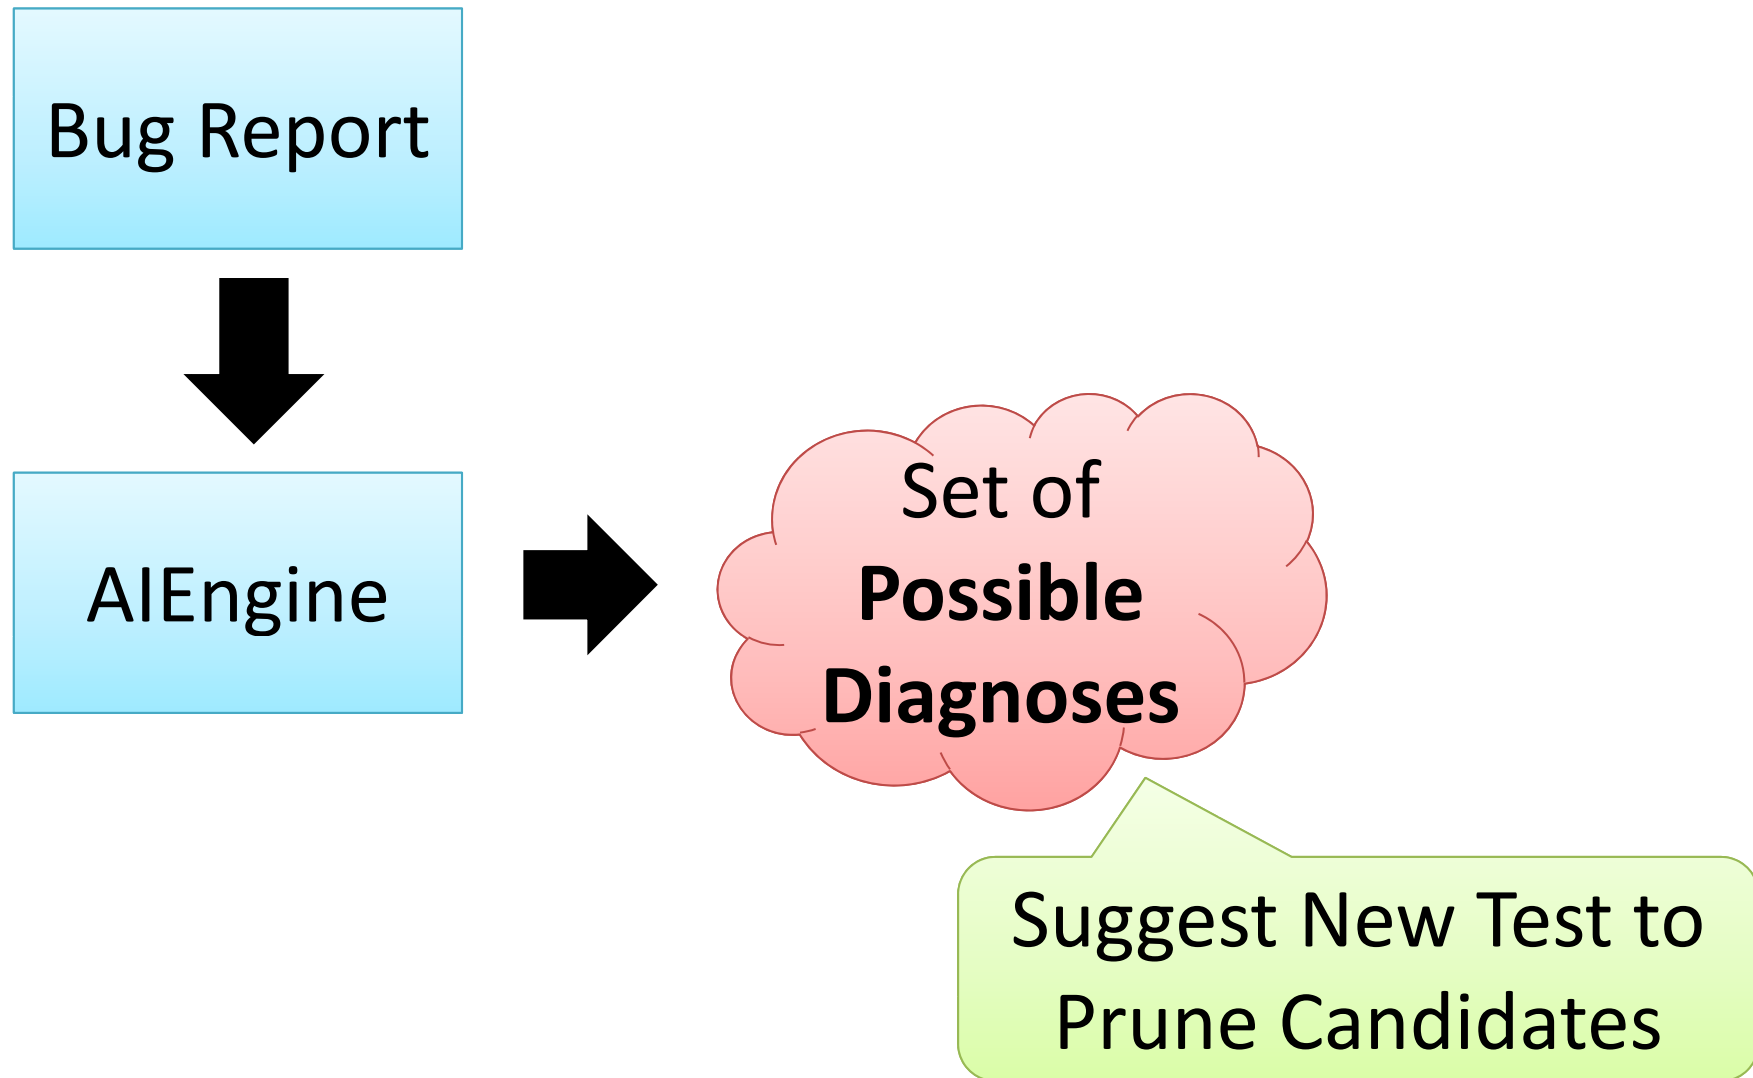 Bug Report
AIEngine
Set of
Possible
Diagnoses
Suggest New Test to
Prune Candidates